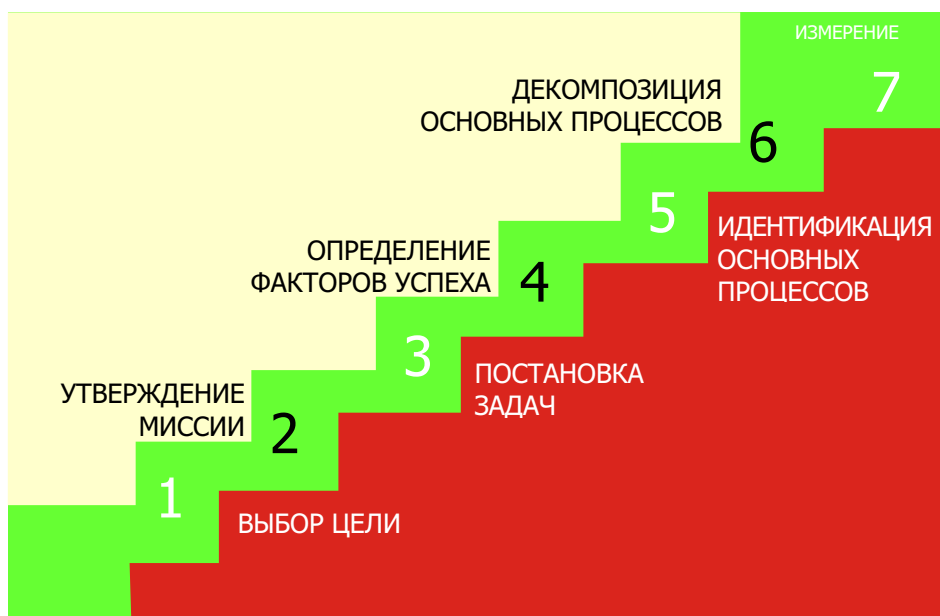 ИЗМЕРЕНИЕ
7
ДЕКОМПОЗИЦИЯ
ОСНОВНЫХ ПРОЦЕССОВ
6
5
ИДЕНТИФИКАЦИЯ
ОСНОВНЫХ
ПРОЦЕССОВ
ОПРЕДЕЛЕНИЕ
ФАКТОРОВ УСПЕХА
4
3
ПОСТАНОВКА
ЗАДАЧ
УТВЕРЖДЕНИЕ
МИССИИ
2
1
ВЫБОР ЦЕЛИ